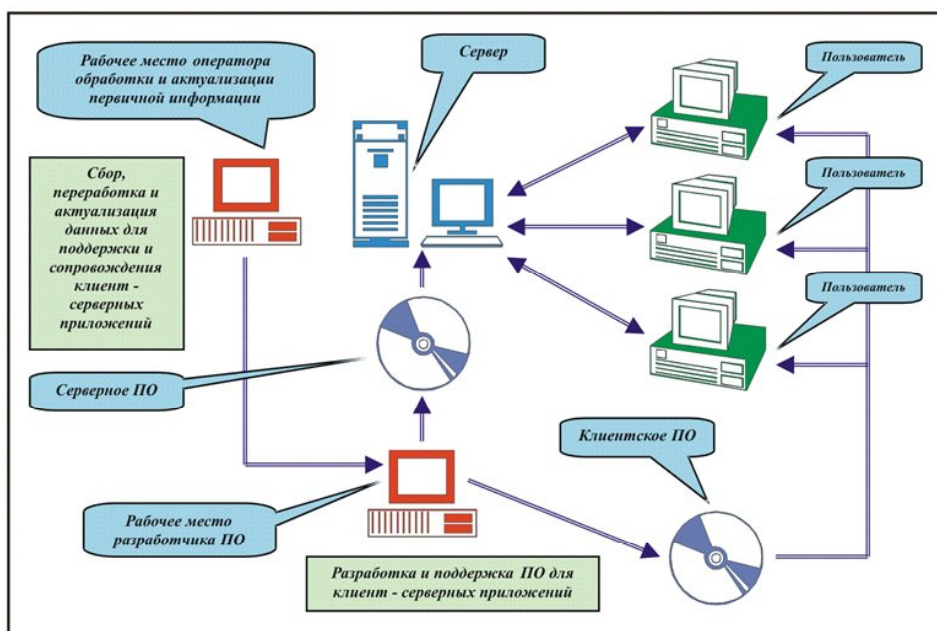 Рабочее место оператора
обработки и актуализации
первичной информации
Сервер
Пользователь
Сбор,
переработка и
актуализация
данных для
поддержки и
сопровождения
клиент -
серверных
приложений
Пользователь
Пользователь
Серверное ПО
Клиентское ПО
Рабочее место
разработчика ПО
Разработка и поддержка ПО для
клиент - серверных приложений